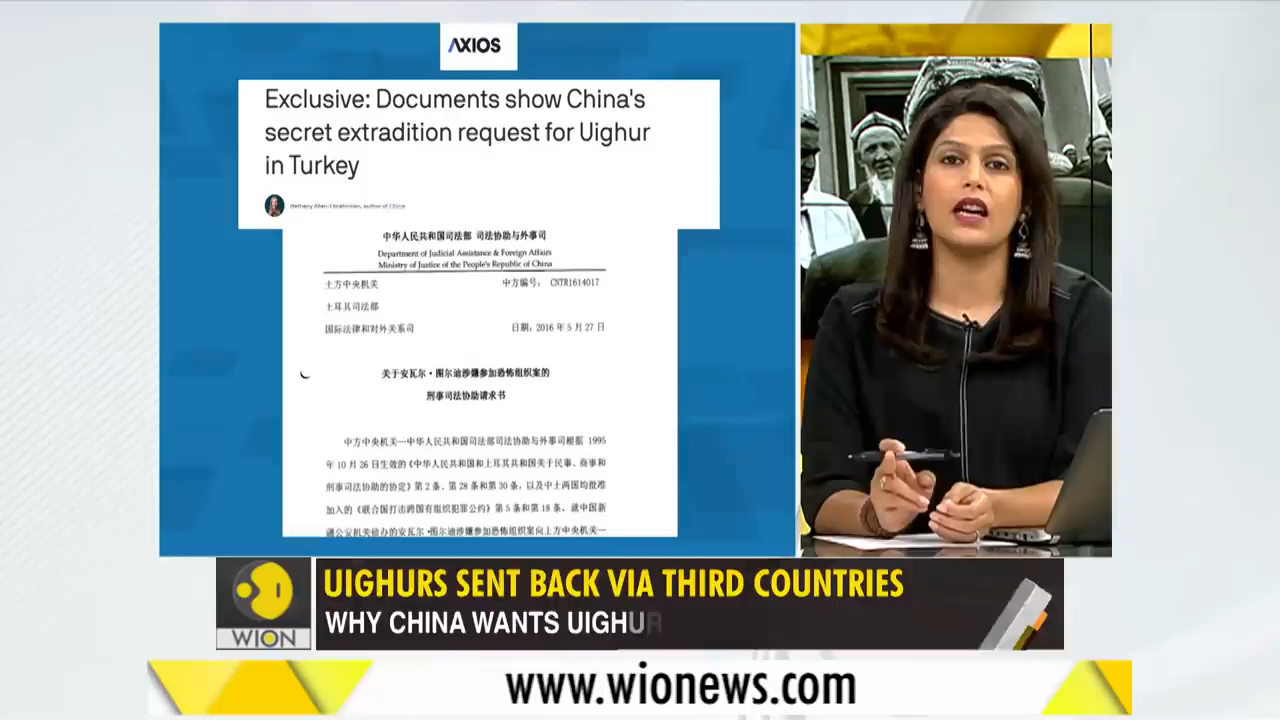 AXIOS
Exclusive: Documents show China's
secret extradition request for Uighur
in Turkey
Bethany Allen-Ebrahimian, author of China
中华人民共和国司法部 司法协助与外事司
Department of Judicial Assistance & Foreign Affairs
Ministry of Justice of the People's Republic of China
土方中央机关 中方编号: CNTR1614017
土耳其司法部
国际法律和对外关系司 日期:2016 年 5 月 27 日
关于安瓦尔·图尔迪涉嫌参加恐怖组织案的
刑事司法协助请求书
中方中央机关—中华人民共和国司法部司法协助与外事司根据 1995
年 10 月 26 日生效的《中华人民共和国和土耳其共和国关于民事、商事和
刑事司法协助的协定》第 2 条、第 28 条和第 30 条,以及中土两国均批准
加入的《联合国打击跨国有组织犯罪公约》第 5 条和第 18 条,就中国新
疆公安机关侦办的安瓦尔·图尔迪涉嫌参加恐怖组织案向土方中央机关—
UIGHURS SENT BACK VIA THIRD COUNTRIES
WHY CHINA WANTS UIGHUR
WION
www.wionews.com